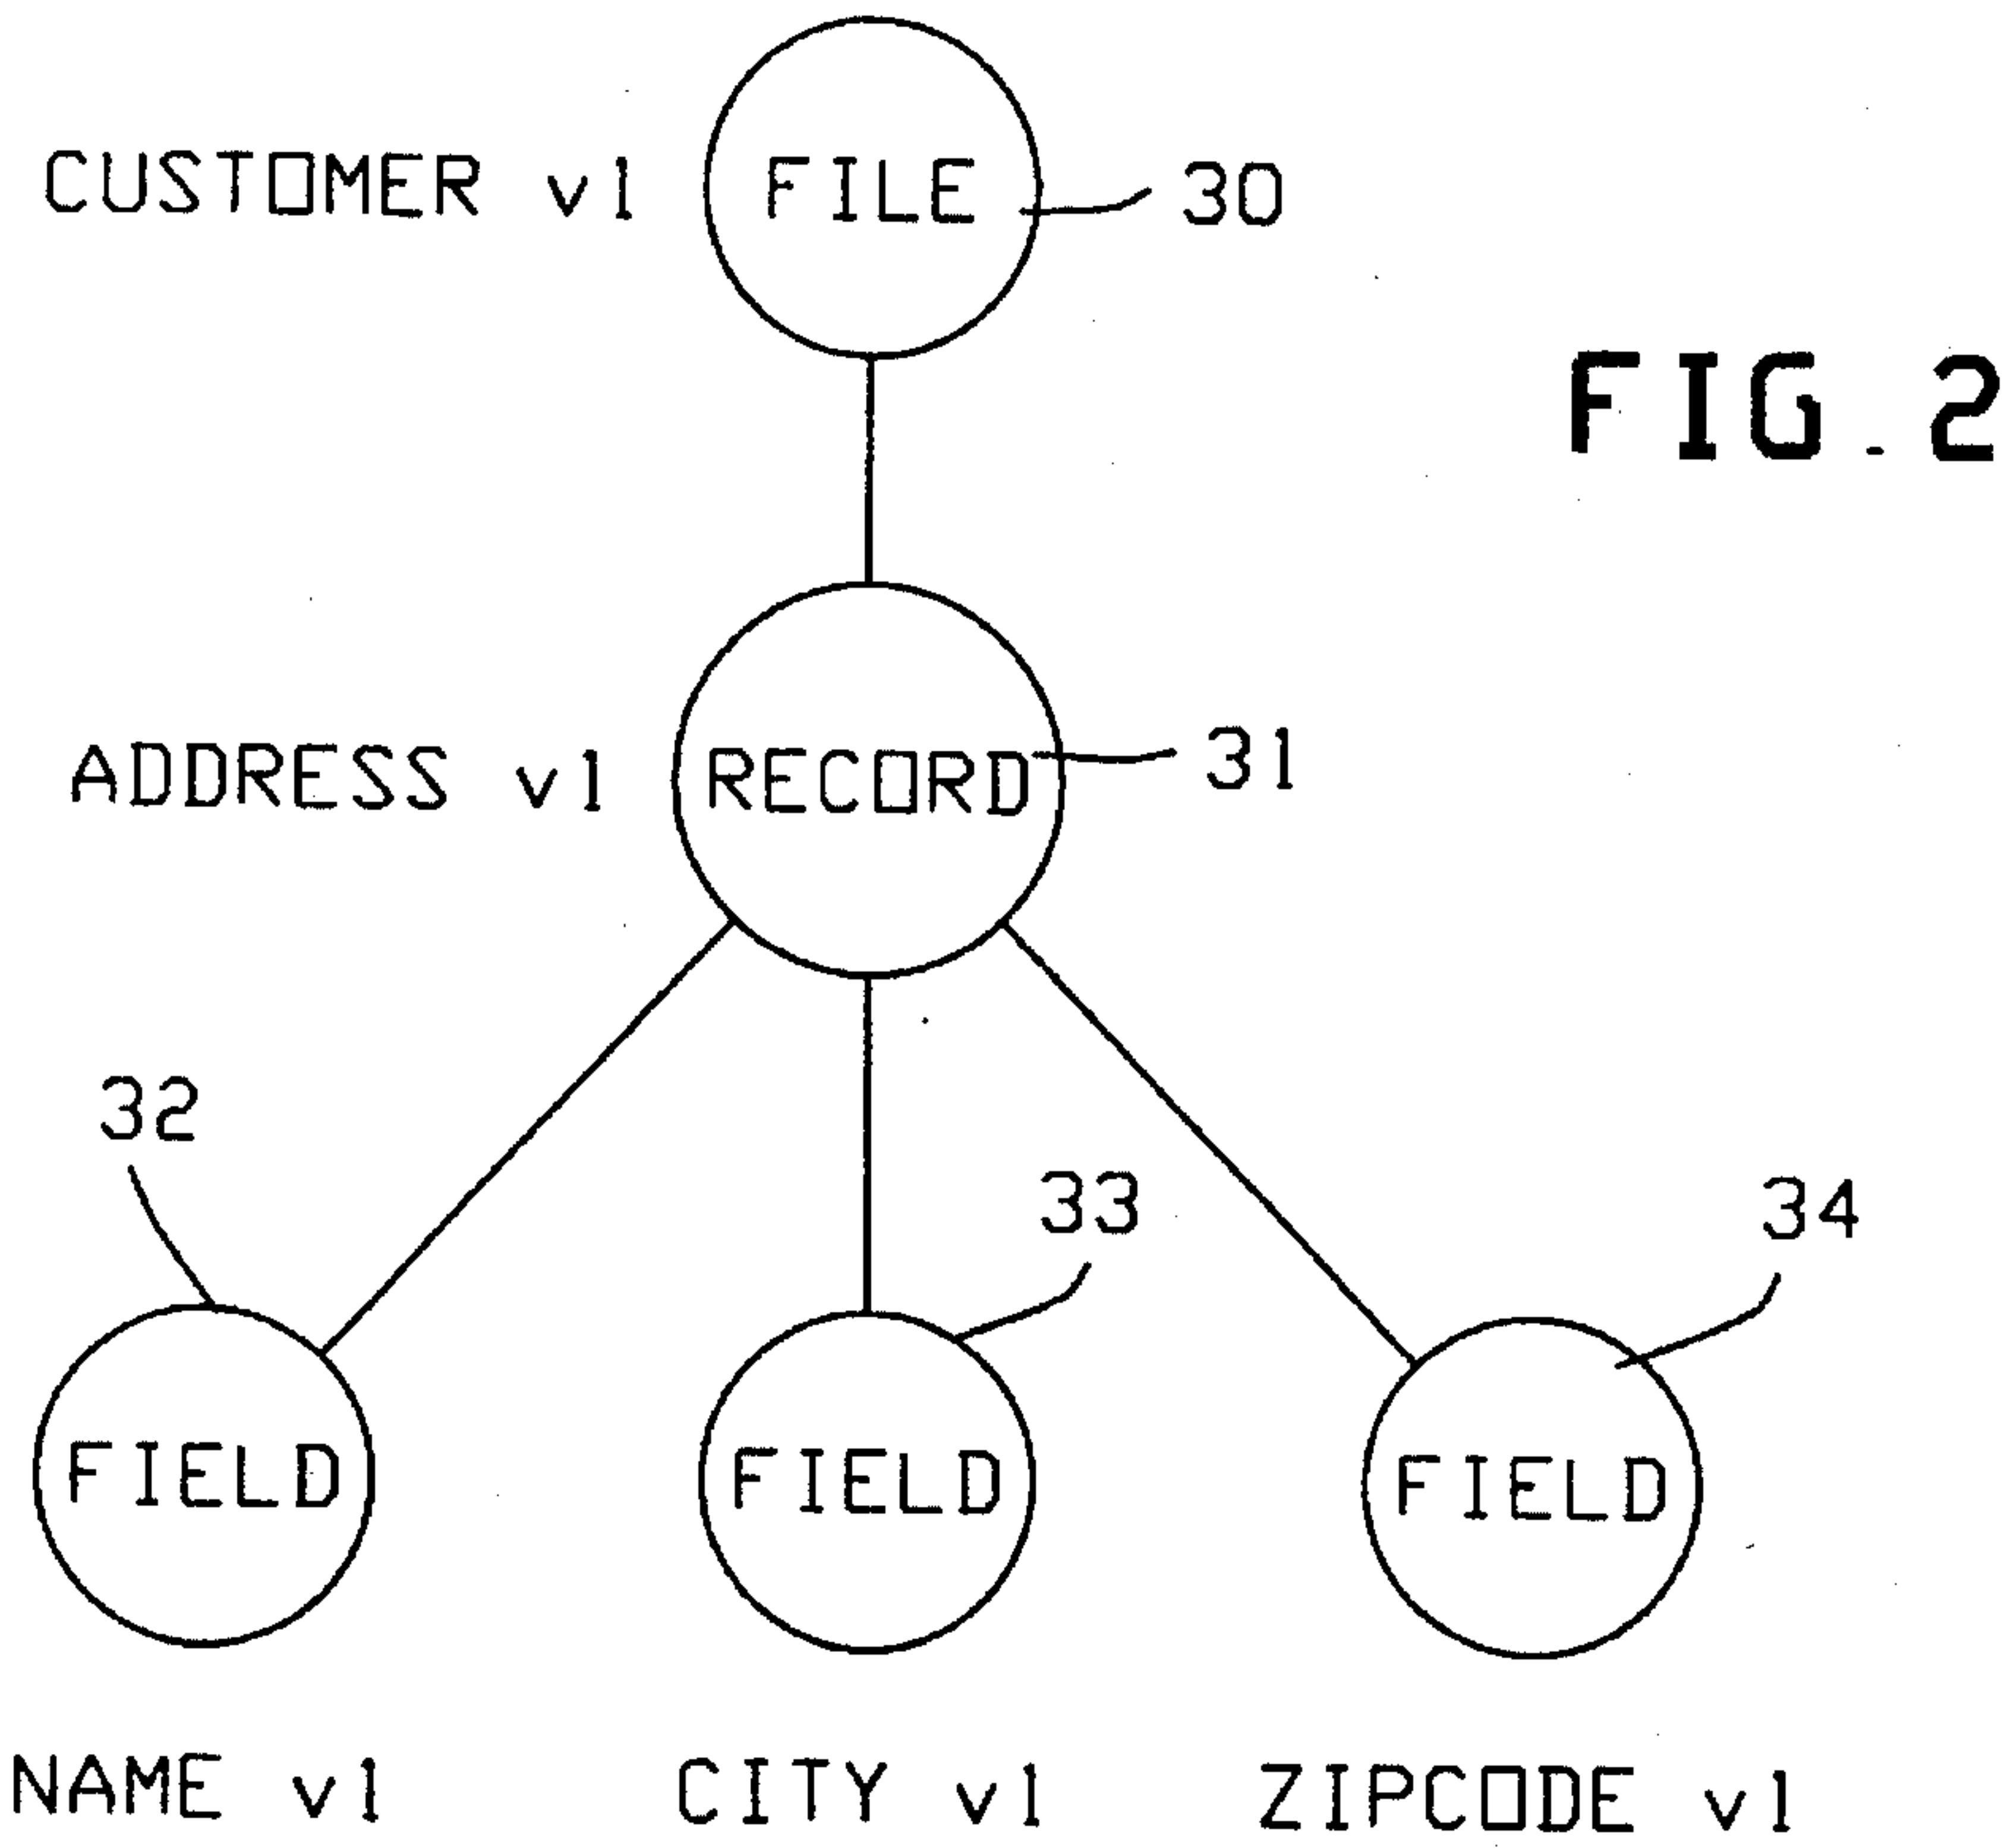 CUSTOMER v1
FILE
30
FIG. 2
ADDRESS v1
RECORD
31
32
33
34
FIELD
FIELD
FIELD
NAME v1
CITY v1
ZIPCODE v1